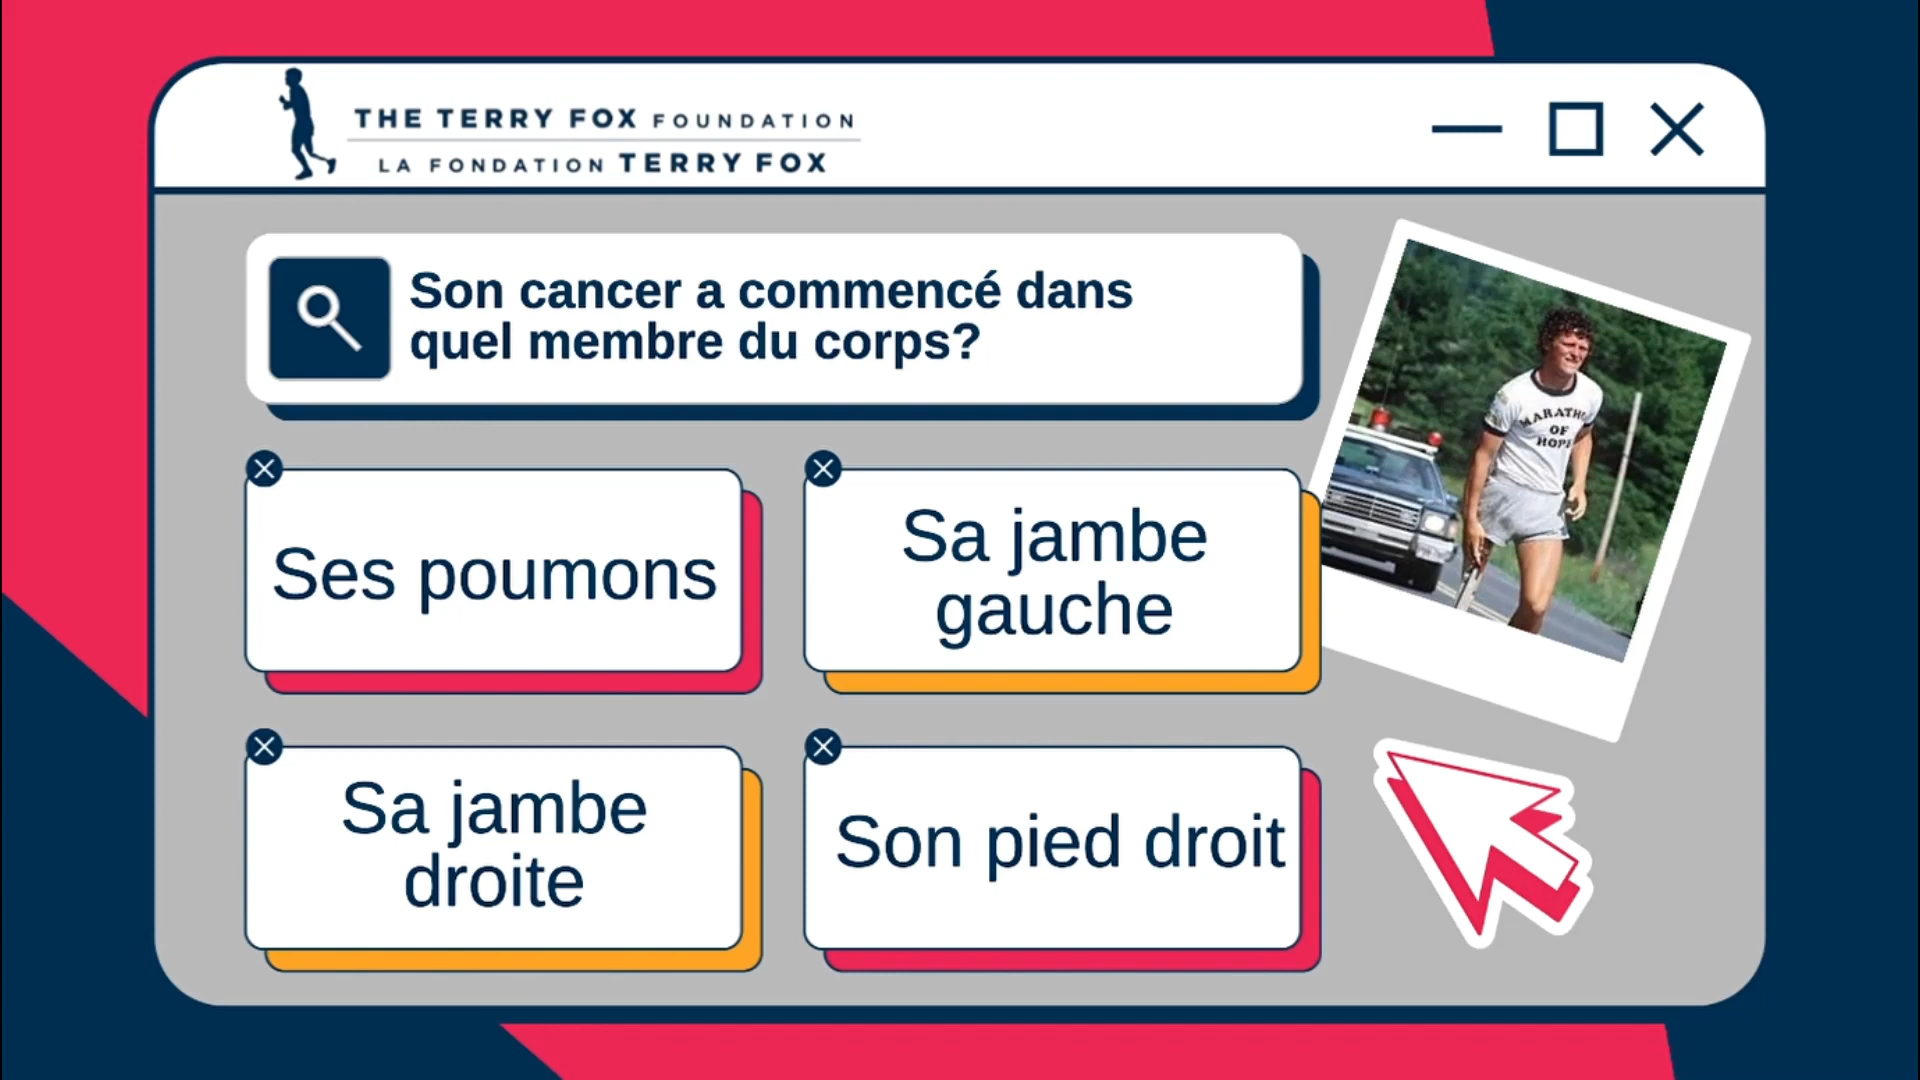 THE TERRY FOX FOUNDATION
LA FONDATION TERRY FOX
Son cancer a commencé dans
quel membre du corps?
MARATHON
OF
HOPE
Ses poumons
Sa jambe
gauche
Sa jambe
droite
Son pied droit